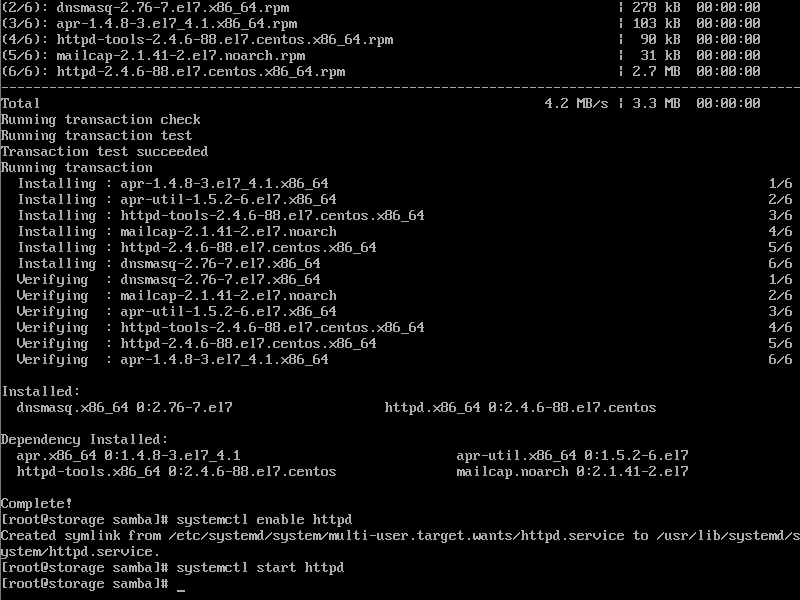 (2/6): dnsmasq-2.76-7.el7.x86_64.rpm | 278 kB 00:00:00
(3/6): apr-1.4.8-3.el7_4.1.x86_64.rpm | 103 kB 00:00:00
(4/6): httpd-tools-2.4.6-88.el7.centos.x86_64.rpm | 90 kB 00:00:00
(5/6): mailcap-2.1.41-2.el7.noarch.rpm | 31 kB 00:00:00
(6/6): httpd-2.4.6-88.el7.centos.x86_64.rpm | 2.7 MB 00:00:00
--------------------------------------------------------------------------------
Total 4.2 MB/s | 3.3 MB 00:00:00
Running transaction check
Running transaction test
Transaction test succeeded
Running transaction
  Installing : apr-1.4.8-3.el7_4.1.x86_64 1/6
  Installing : apr-util-1.5.2-6.el7.x86_64 2/6
  Installing : httpd-tools-2.4.6-88.el7.centos.x86_64 3/6
  Installing : mailcap-2.1.41-2.el7.noarch 4/6
  Installing : httpd-2.4.6-88.el7.centos.x86_64 5/6
  Installing : dnsmasq-2.76-7.el7.x86_64 6/6
  Verifying  : dnsmasq-2.76-7.el7.x86_64 1/6
  Verifying  : mailcap-2.1.41-2.el7.noarch 2/6
  Verifying  : apr-util-1.5.2-6.el7.x86_64 3/6
  Verifying  : httpd-tools-2.4.6-88.el7.centos.x86_64 4/6
  Verifying  : httpd-2.4.6-88.el7.centos.x86_64 5/6
  Verifying  : apr-1.4.8-3.el7_4.1.x86_64 6/6

Installed:
  dnsmasq.x86_64 0:2.76-7.el7 httpd.x86_64 0:2.4.6-88.el7.centos

Dependency Installed:
  apr.x86_64 0:1.4.8-3.el7_4.1 apr-util.x86_64 0:1.5.2-6.el7
  httpd-tools.x86_64 0:2.4.6-88.el7.centos mailcap.noarch 0:2.1.41-2.el7

Complete!
[root@storage samba]# systemctl enable httpd
Created symlink from /etc/systemd/system/multi-user.target.wants/httpd.service to /usr/lib/systemd/s
ystem/httpd.service.
[root@storage samba]# systemctl start httpd
[root@storage samba]# _